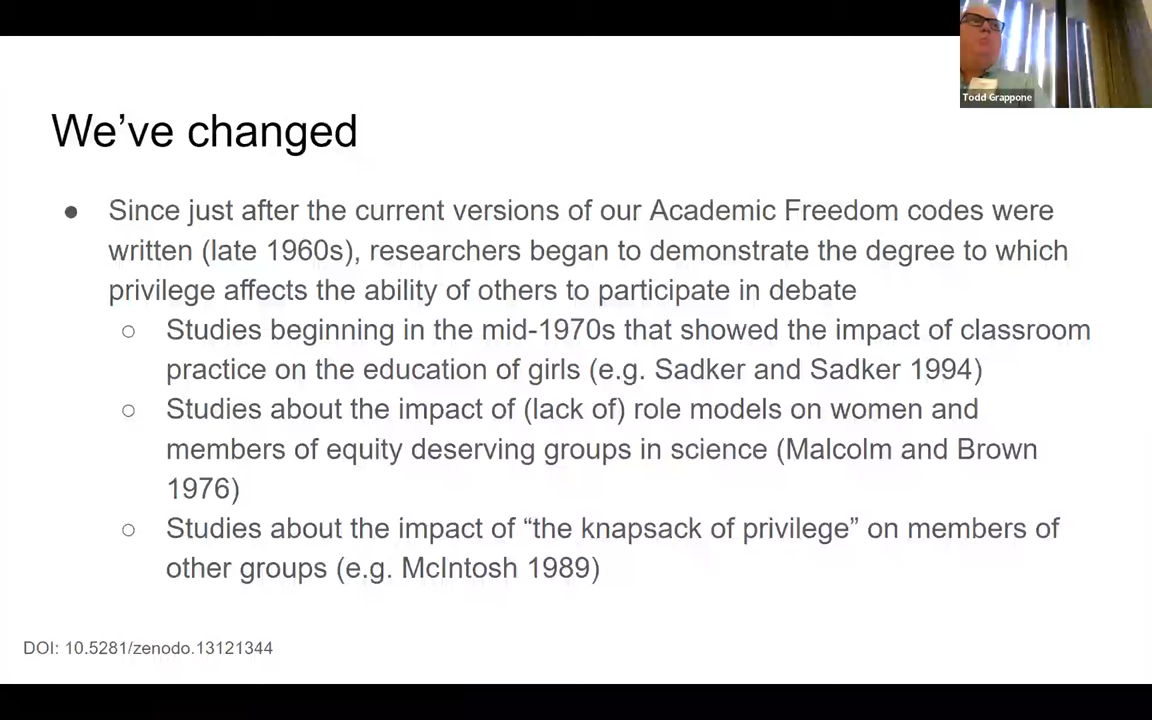 Todd Grappone
We’ve changed
● Since just after the current versions of our Academic Freedom codes were
written (late 1960s), researchers began to demonstrate the degree to which
privilege affects the ability of others to participate in debate
○ Studies beginning in the mid-1970s that showed the impact of classroom
practice on the education of girls (e.g. Sadker and Sadker 1994)
○ Studies about the impact of (lack of) role models on women and
members of equity deserving groups in science (Malcolm and Brown
1976)
○ Studies about the impact of “the knapsack of privilege” on members of
other groups (e.g. McIntosh 1989)
DOI: 10.5281/zenodo.13121344